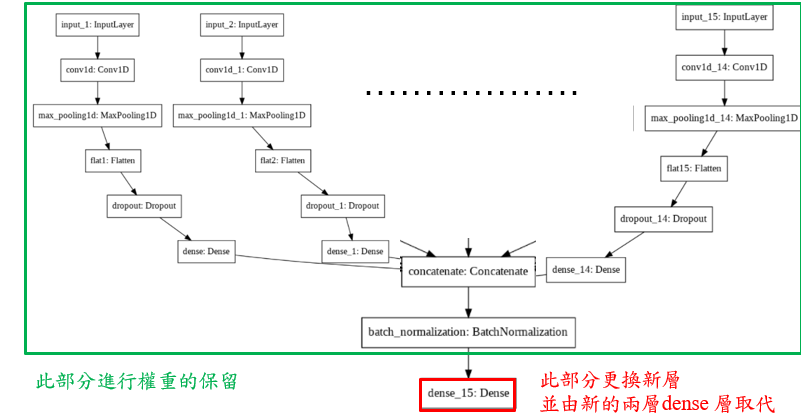 input_1: InputLayer
input_2: InputLayer
input_15: InputLayer
conv1d: Conv1D
conv1d_1: Conv1D
conv1d_14: Conv1D
max_pooling1d: MaxPooling1D
max_pooling1d_1: MaxPooling1D
max_pooling1d_14: MaxPooling1D
flat1: Flatten
flat2: Flatten
flat15: Flatten
dropout: Dropout
dropout_1: Dropout
dropout_14: Dropout
dense: Dense
dense_1: Dense
dense_14: Dense
concatenate: Concatenate
batch_normalization: BatchNormalization
dense_15: Dense
此部分進行權重的保留
此部分更換新層
並由新的兩層dense 層取代